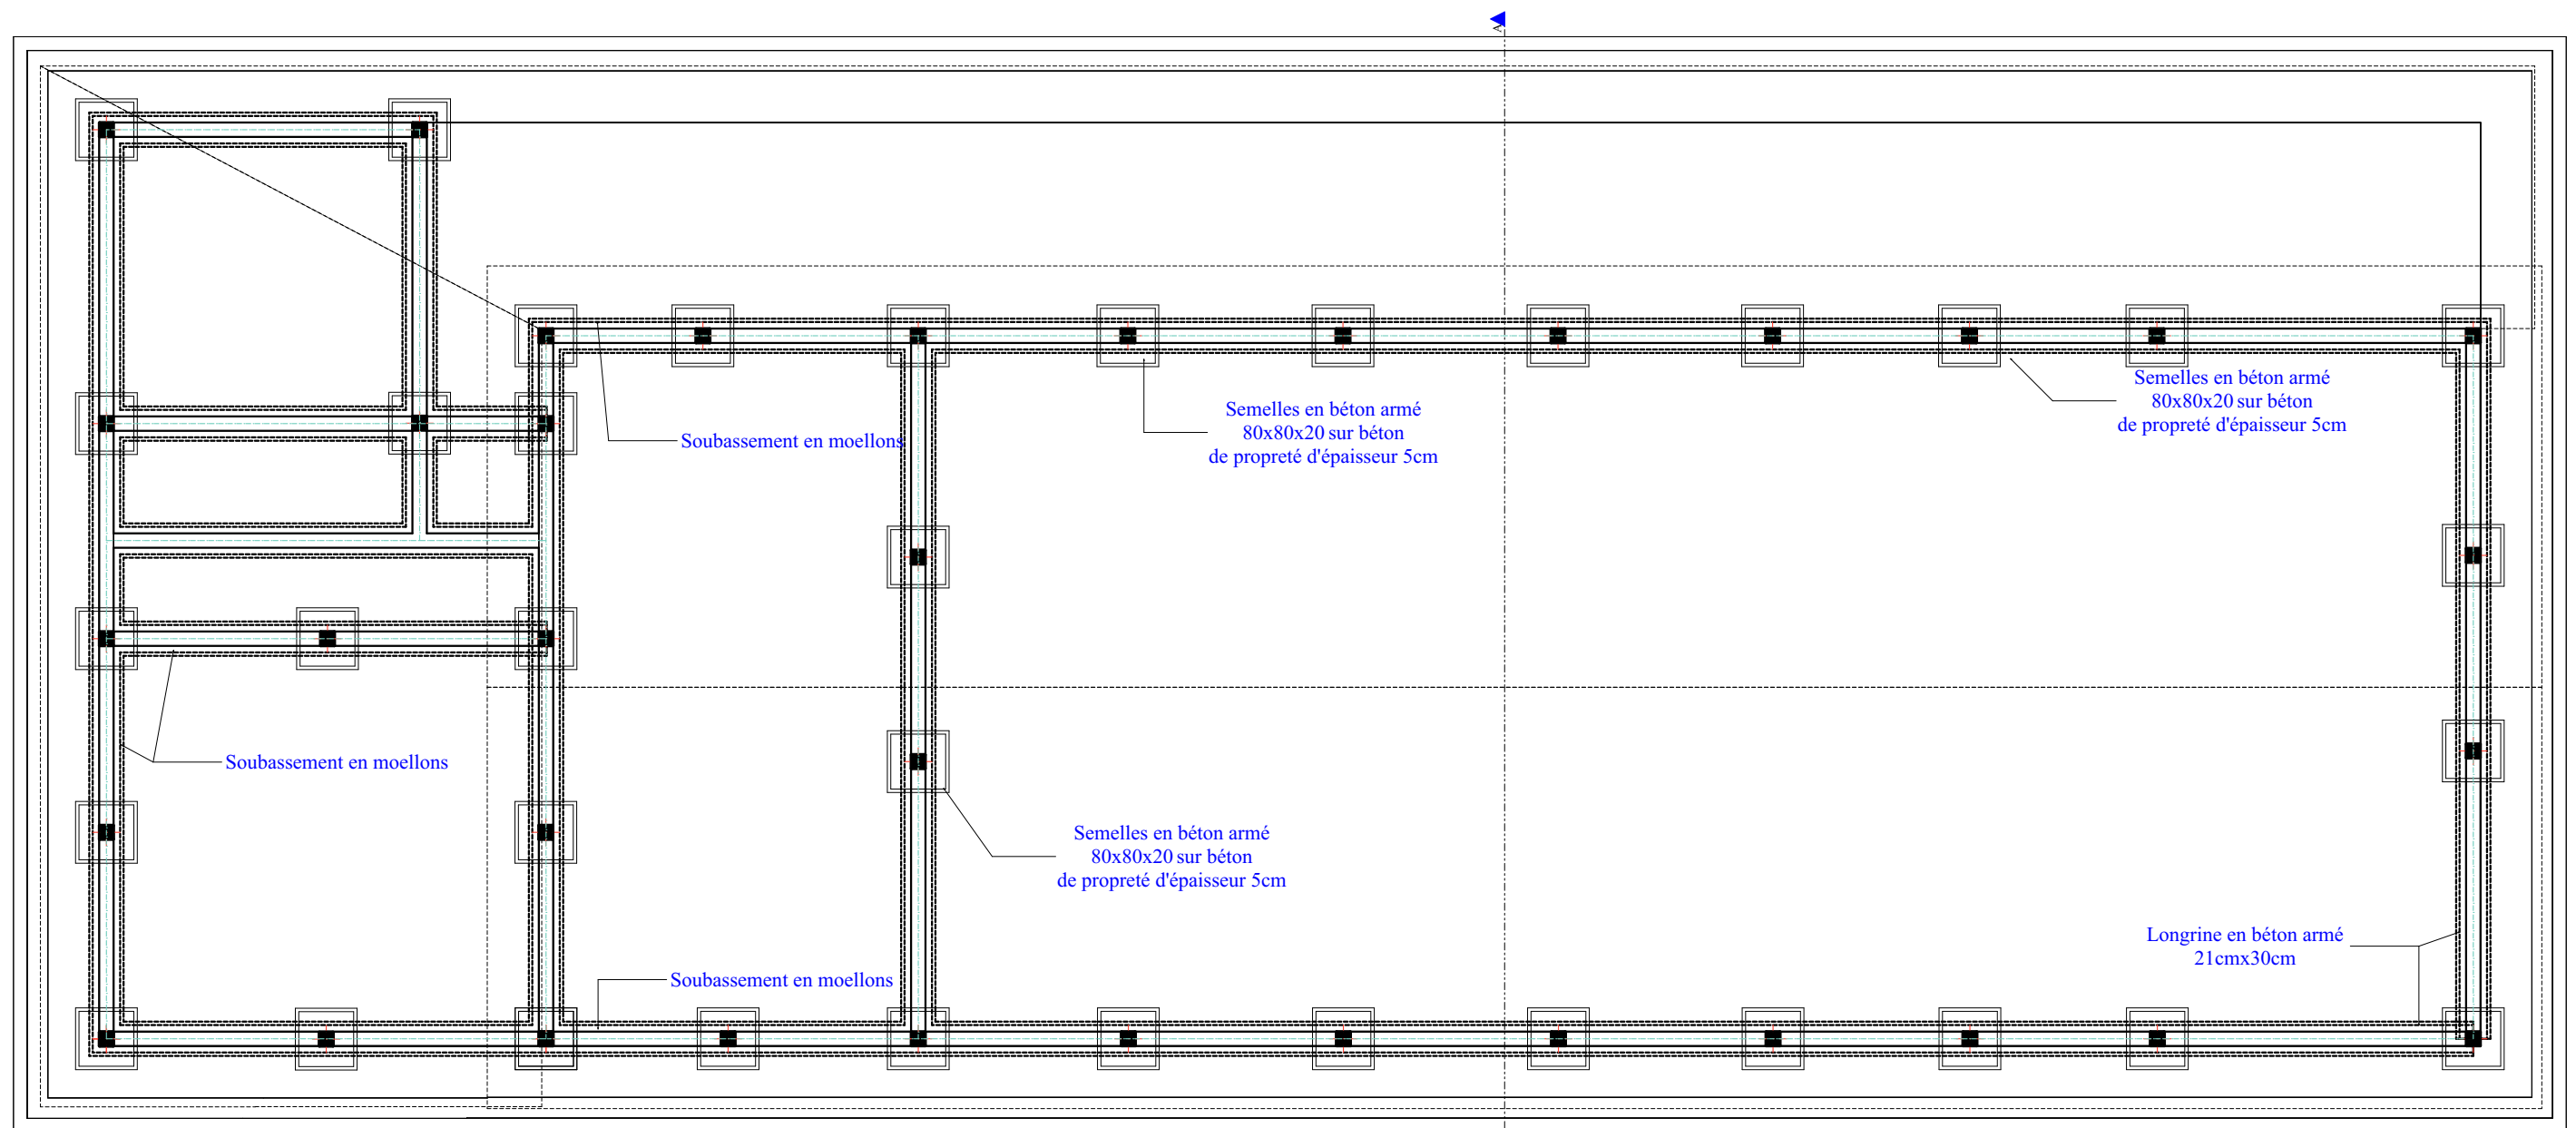 A
Semelles en béton armé
80x80x20 sur béton
de propreté d'épaisseur 5cm
Semelles en béton armé
80x80x20 sur béton
de propreté d'épaisseur 5cm
Soubassement en moellons
Soubassement en moellons
Semelles en béton armé
80x80x20 sur béton
de propreté d'épaisseur 5cm
Longrine en béton armé
21cmx30cm
Soubassement en moellons